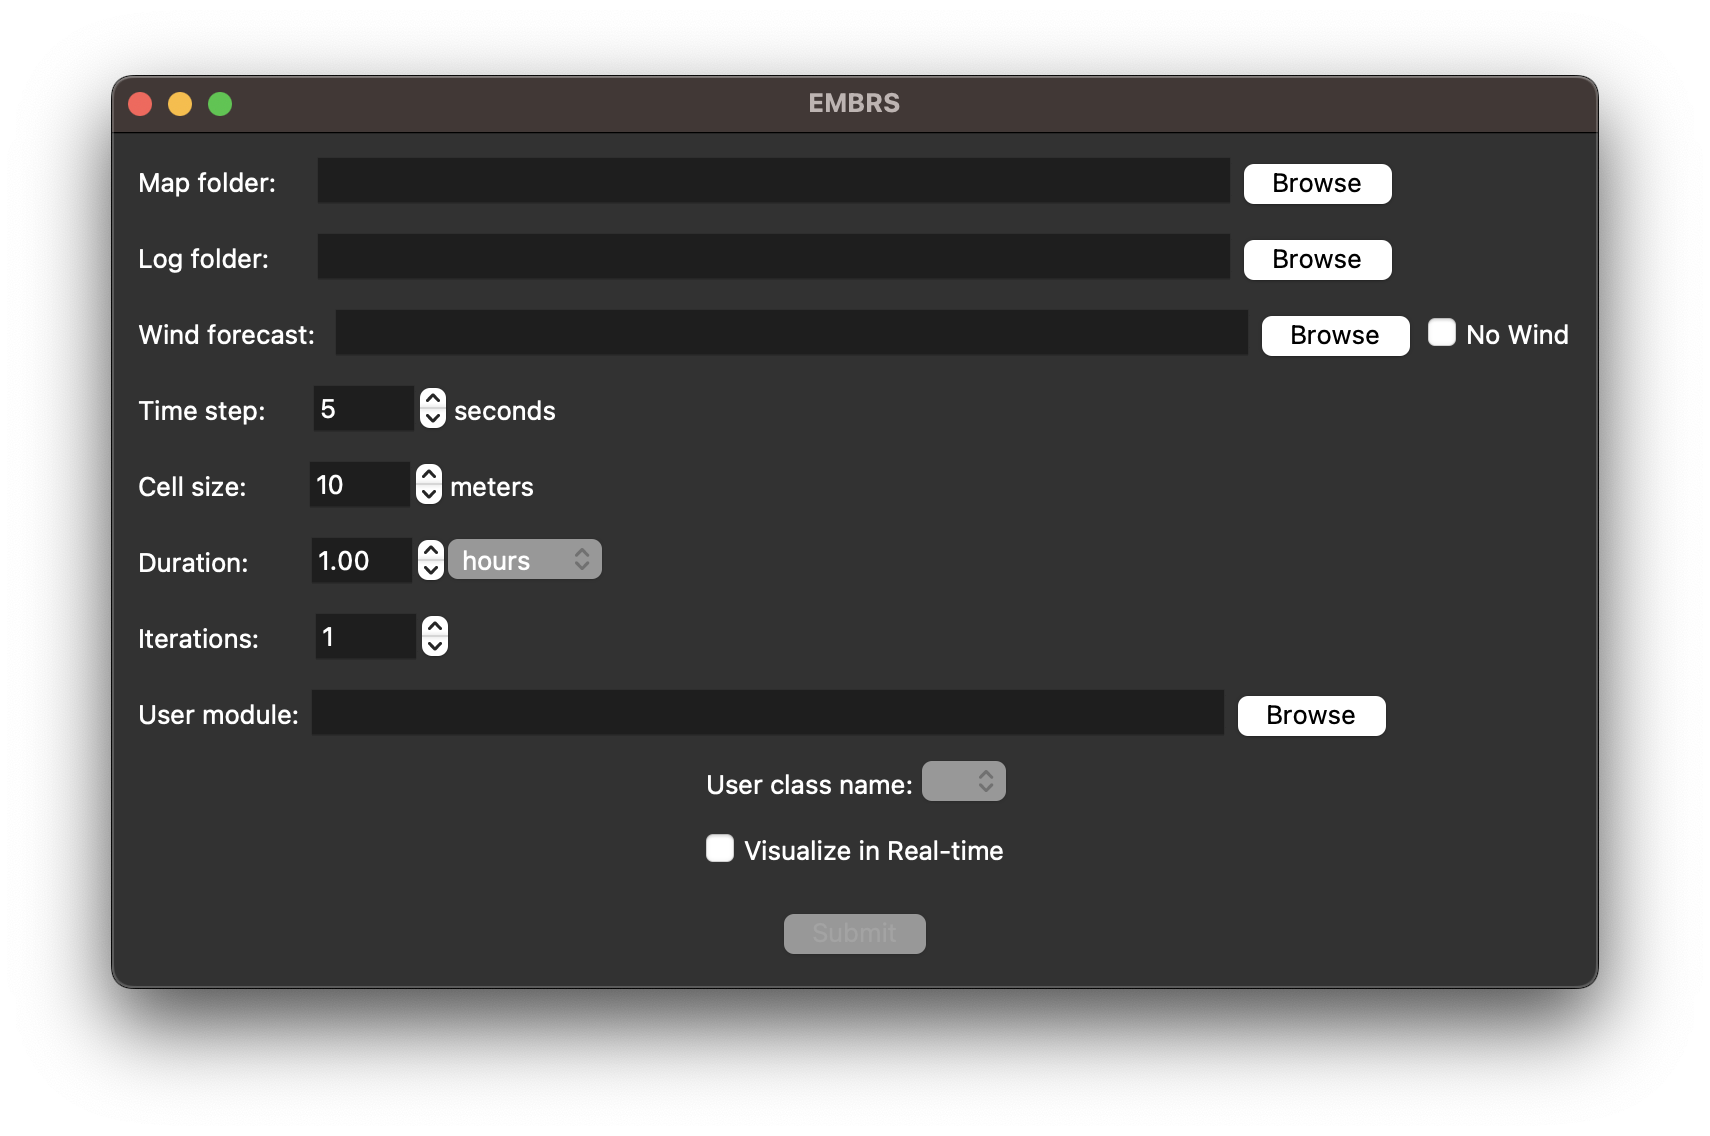 EMBRS
Map folder: Browse
Log folder: Browse
Wind forecast: Browse No Wind
Time step: 5 seconds
Cell size: 10 meters
Duration: 1.00 hours
Iterations: 1
User module: Browse
User class name:
Visualize in Real-time
Submit